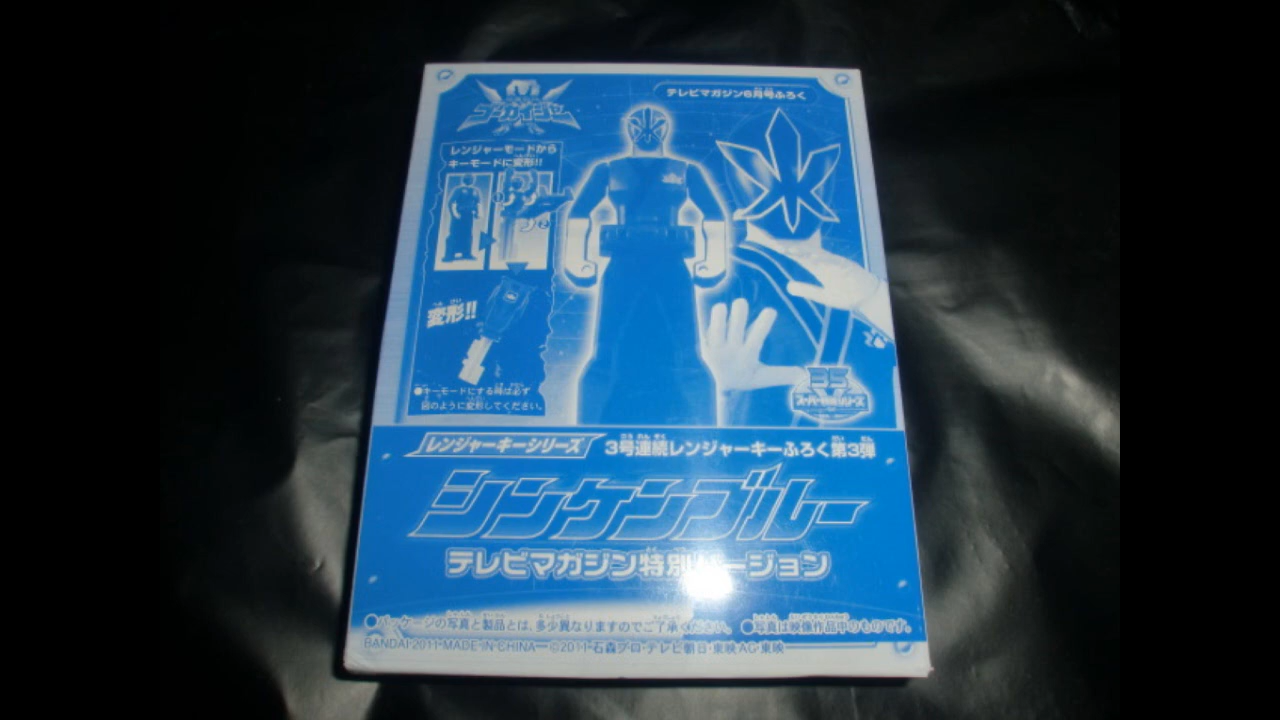 ゴーカイジャー
テレビマガジン6月号ふろく
レンジャーモードから
キーモードに変形!!
変形!!
●キーモードにする時は必ず
図のように変形してください。
35
スーパー戦隊シリーズ
レンジャーキーシリーズ
3号連続レンジャーキーふろく第3弾
シンケンブルー
テレビマガジン特別バージョン
●パッケージの写真と製品とは、多少異なりますのでご了承ください。 ●写真は映像作品中のものです。
BANDAI 2011 MADE IN CHINA ©2011 石森プロ・テレビ朝日・東映AG・東映